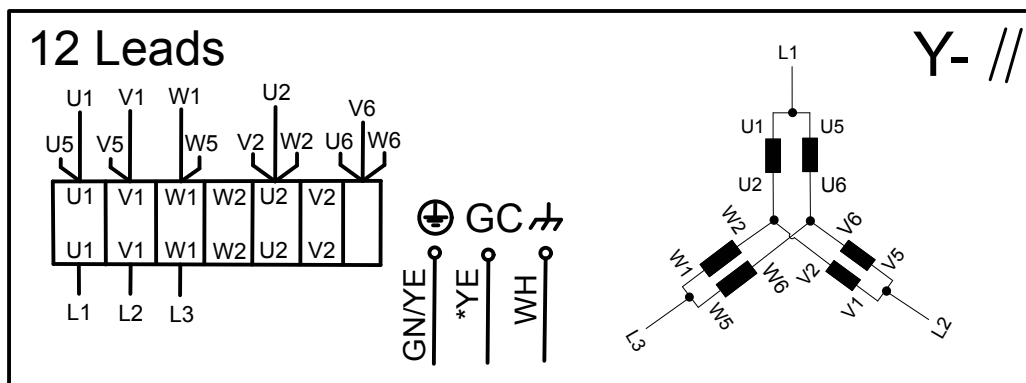 12 Leads
Y- //
U1 V1 W1 U2 V6
U5 V5 W5 V2 W2 U6 W6
U1 V1 W1 W2 U2 V2
U1 V1 W1 W2 U2 V2
L1 L2 L3
GC
GN/YE *YE WH
L1
U1 U5
U2 U6
W2 V6
W1 W6 V2 V5
W5 V1
L3 L2